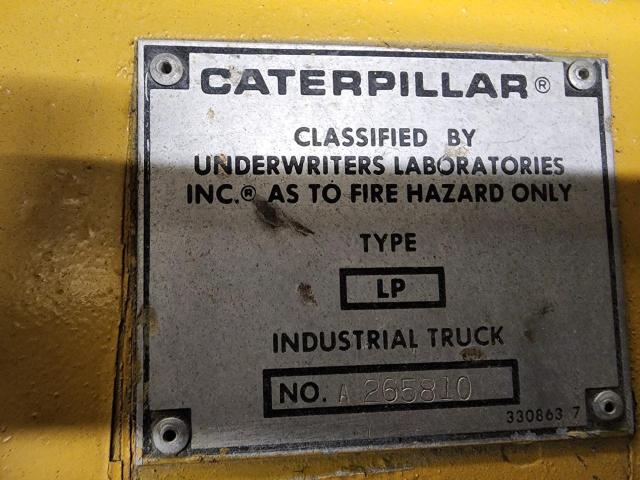 CATERPILLAR®
CLASSIFIED BY
UNDERWRITERS LABORATORIES
INC.® AS TO FIRE HAZARD ONLY
TYPE
LP
INDUSTRIAL TRUCK
NO. A 265810
330863 7